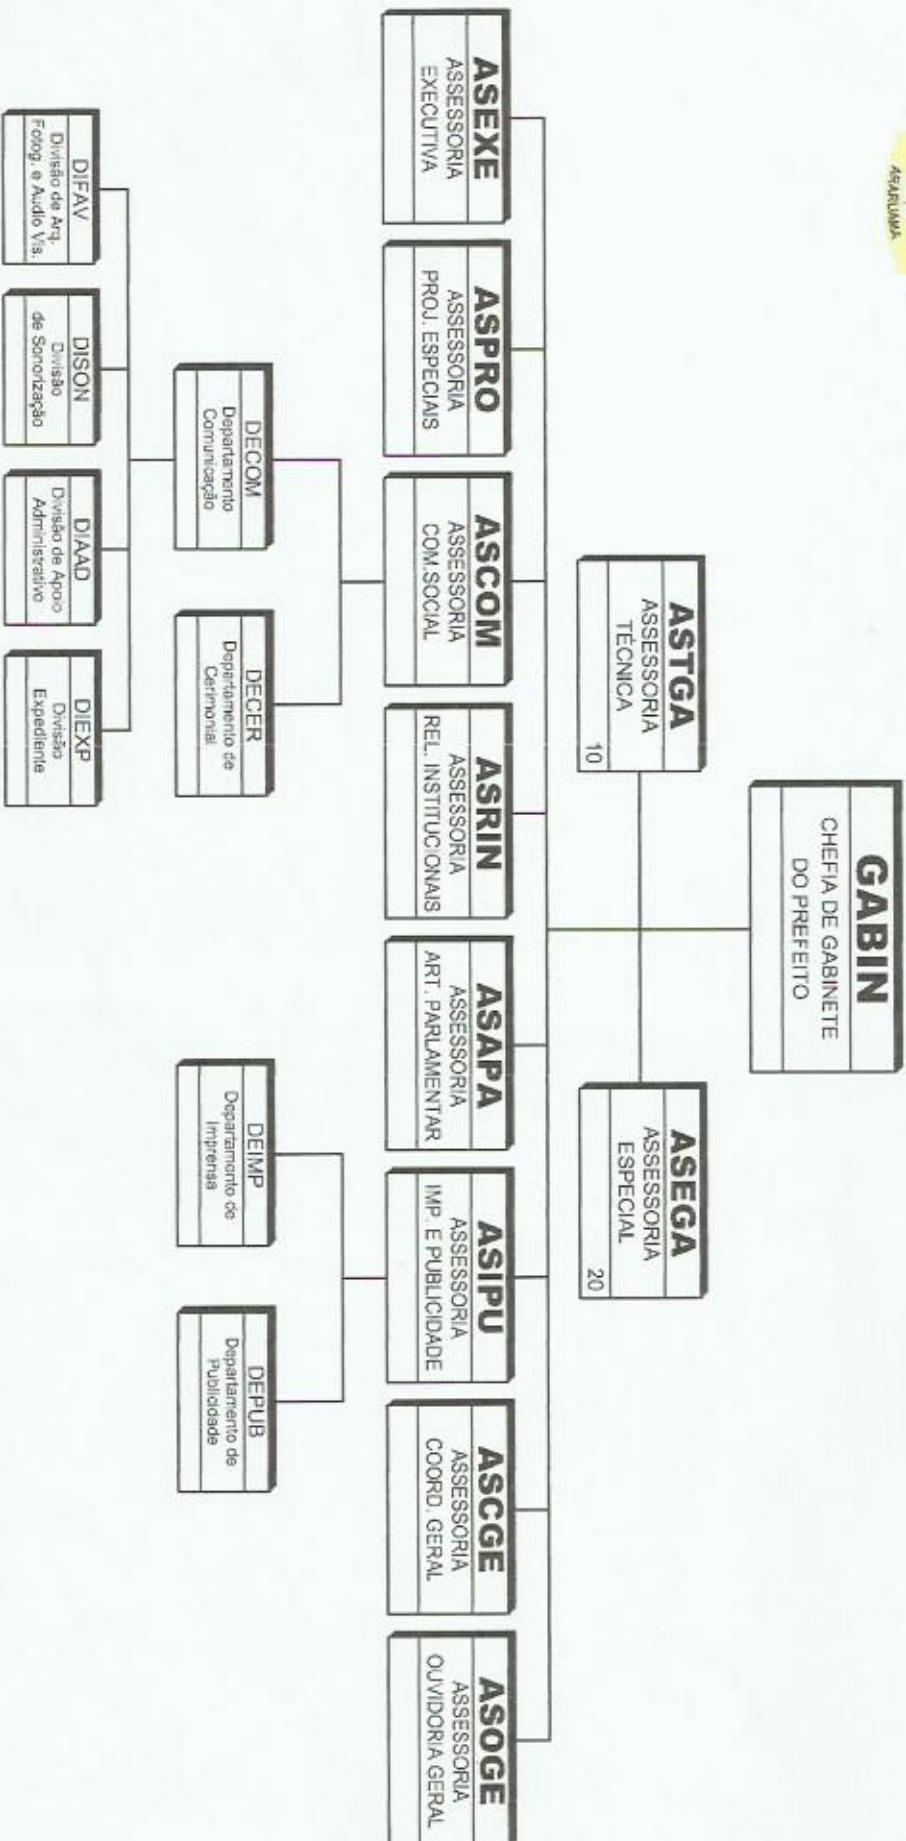 ARARUAMA
GABIN
CHEFIA DE GABINETE
DO PREFEITO
ASTGA
ASSESSORIA
TÉCNICA
10
ASEGA
ASSESSORIA
ESPECIAL
20
ASEXE
ASSESSORIA
EXECUTIVA
ASPRO
ASSESSORIA
PROJ. ESPECIAIS
ASCOM
ASSESSORIA
COM.SOCIAL
ASRIN
ASSESSORIA
REL. INSTITUCIONAIS
ASAPA
ASSESSORIA
ART. PARLAMENTAR
ASIPU
ASSESSORIA
IMP. E PUBLICIDADE
ASCGE
ASSESSORIA
COORD. GERAL
ASOGE
ASSESSORIA
OUVIDORIA GERAL
DECOM
Departamento
Comunicação
DECER
Departamento de
Cerimonial
DEIMP
Departamento de
Imprensa
DEPUB
Departamento de
Publicidade
DIFAV
Divisão de Arq.
Fotog. e Audio Vis.
DISON
Divisão
de Sonorização
DIAAD
Divisão de Apoio
Administrativo
DIEXP
Divisão
Expediente